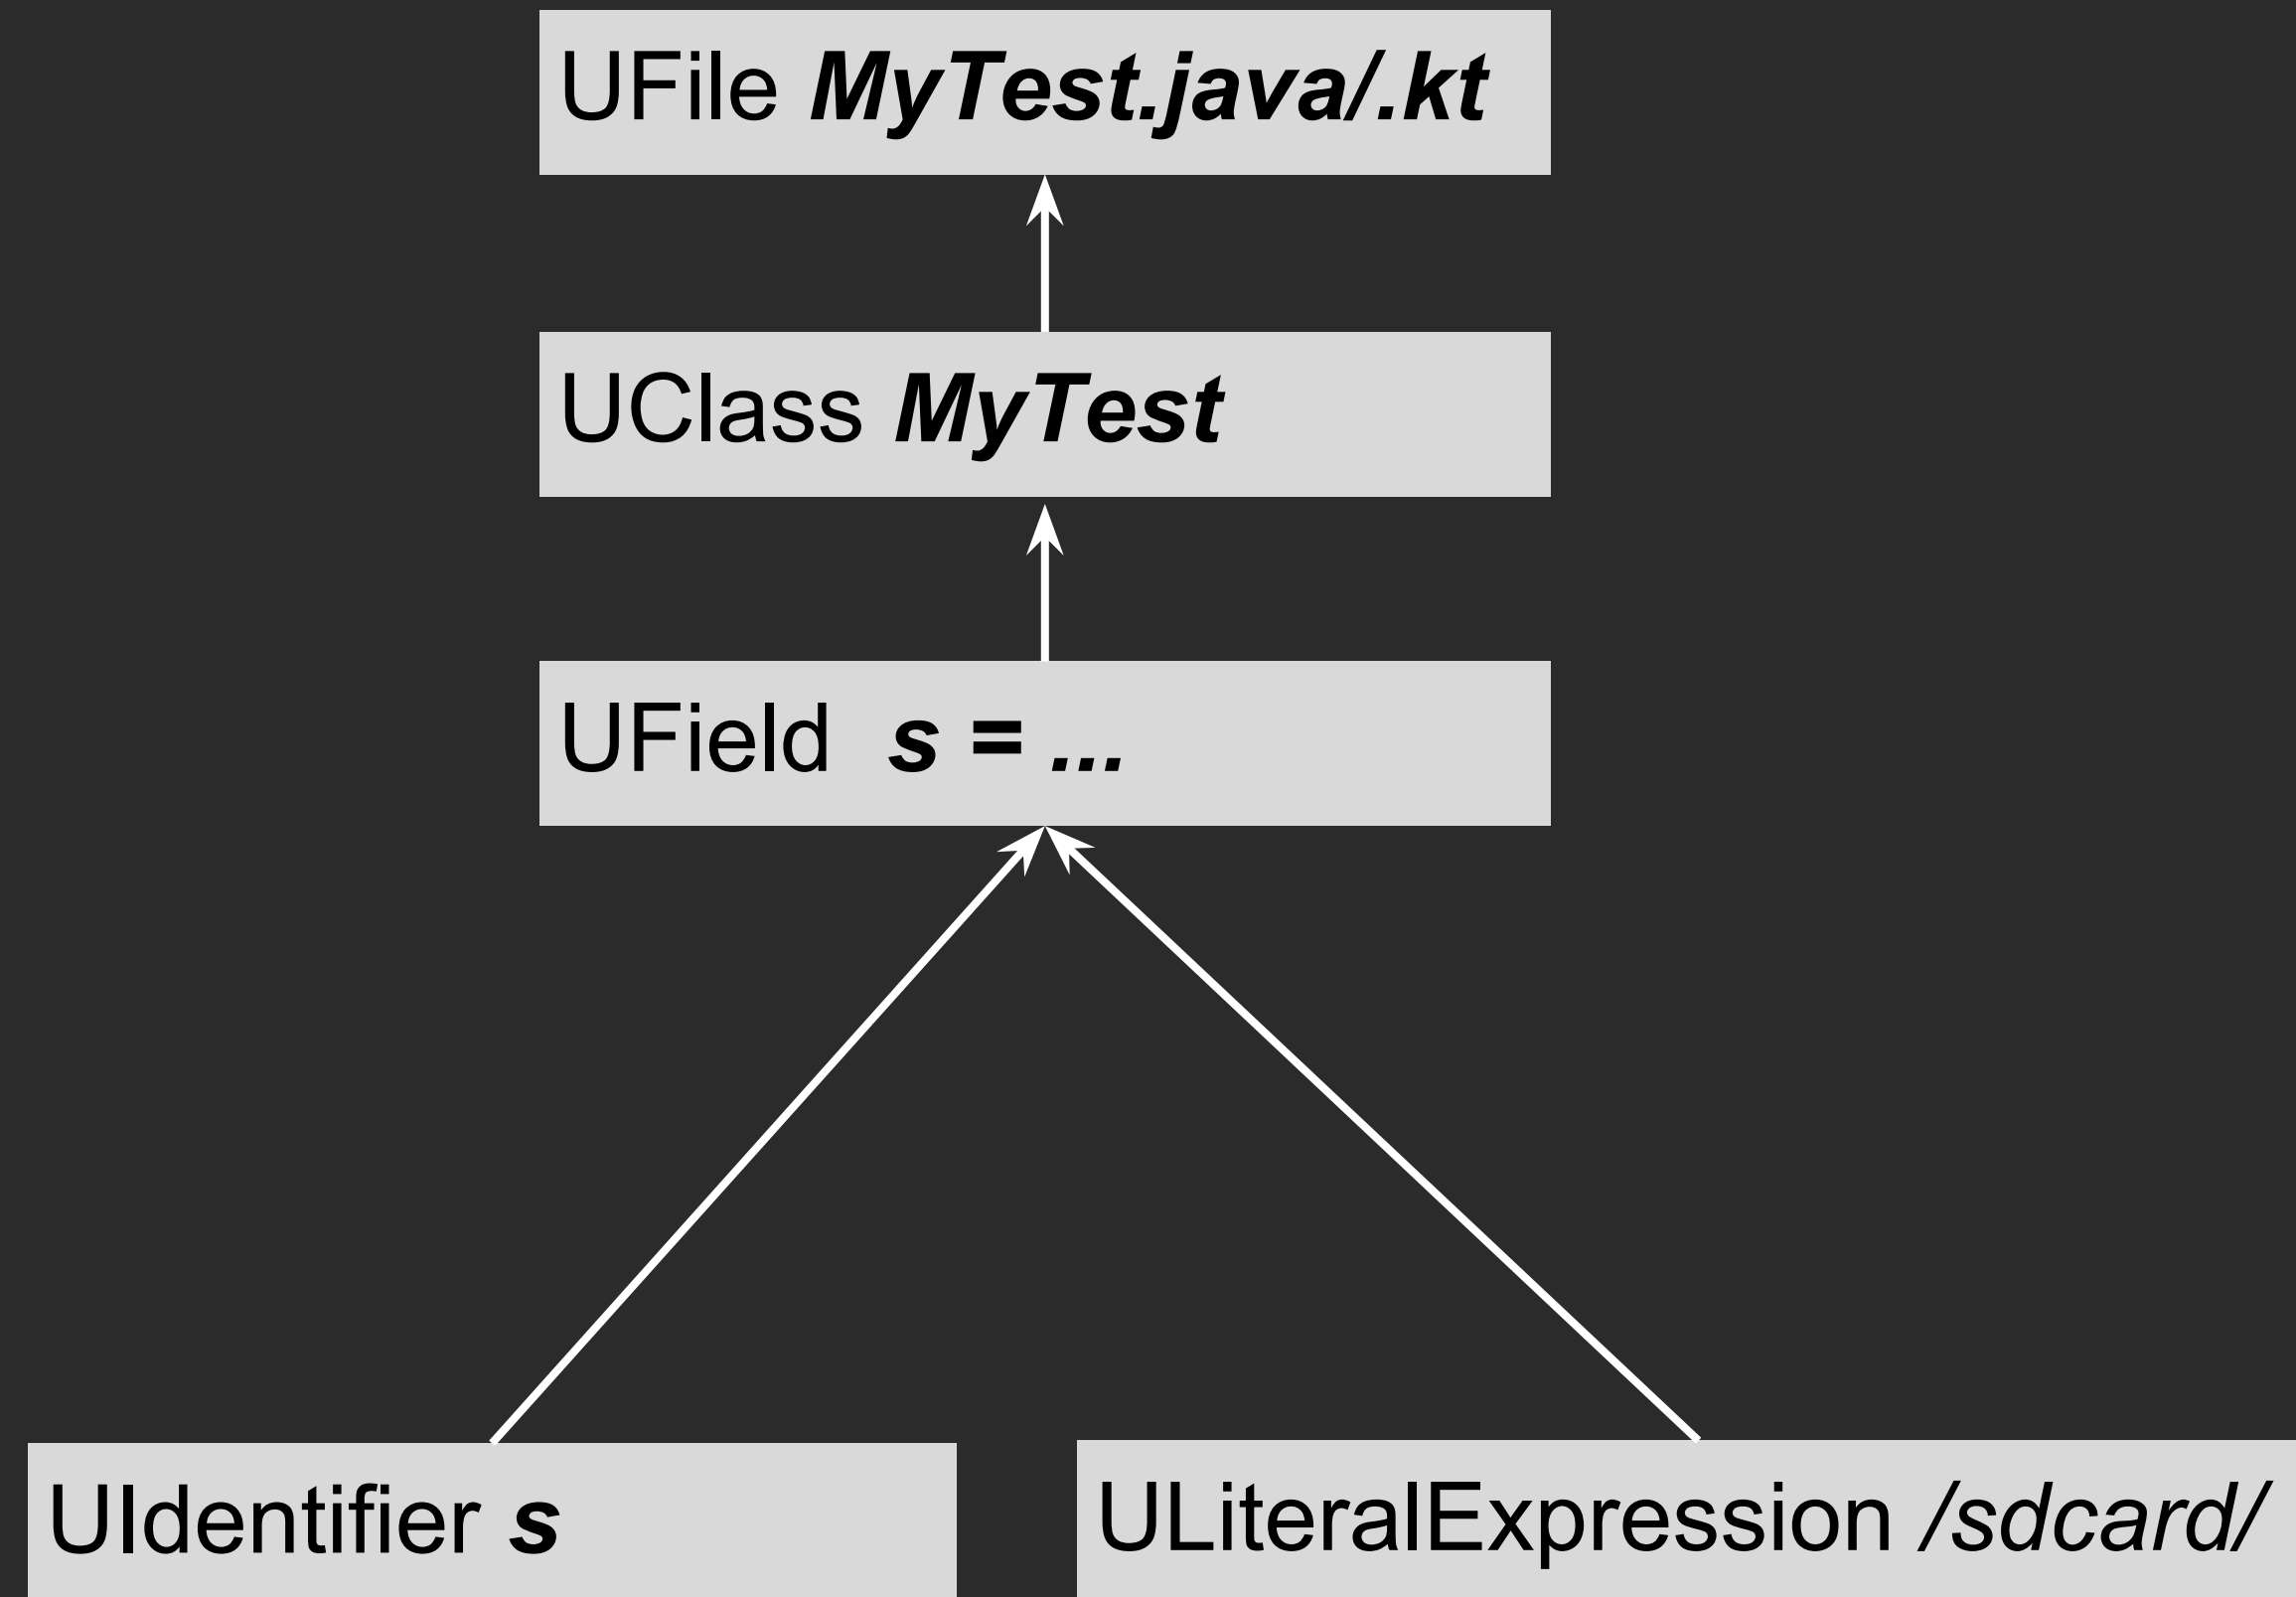 UFile MyTest.java/.kt
UClass MyTest
UField s = ...
UIdentifier s
ULiteralExpression /sdcard/